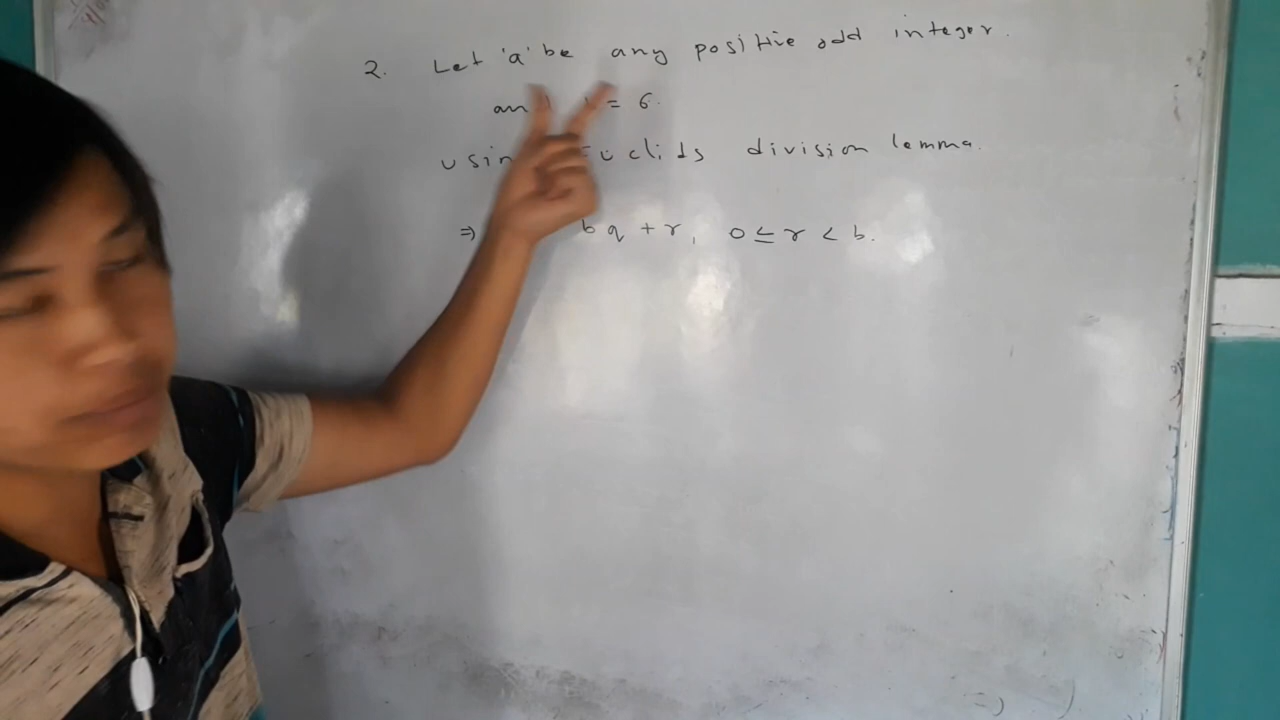 2. Let 'a' be any positive odd integer.
= 6.
division lemma.
⇒ bq + r, 0 ≤ r < b.